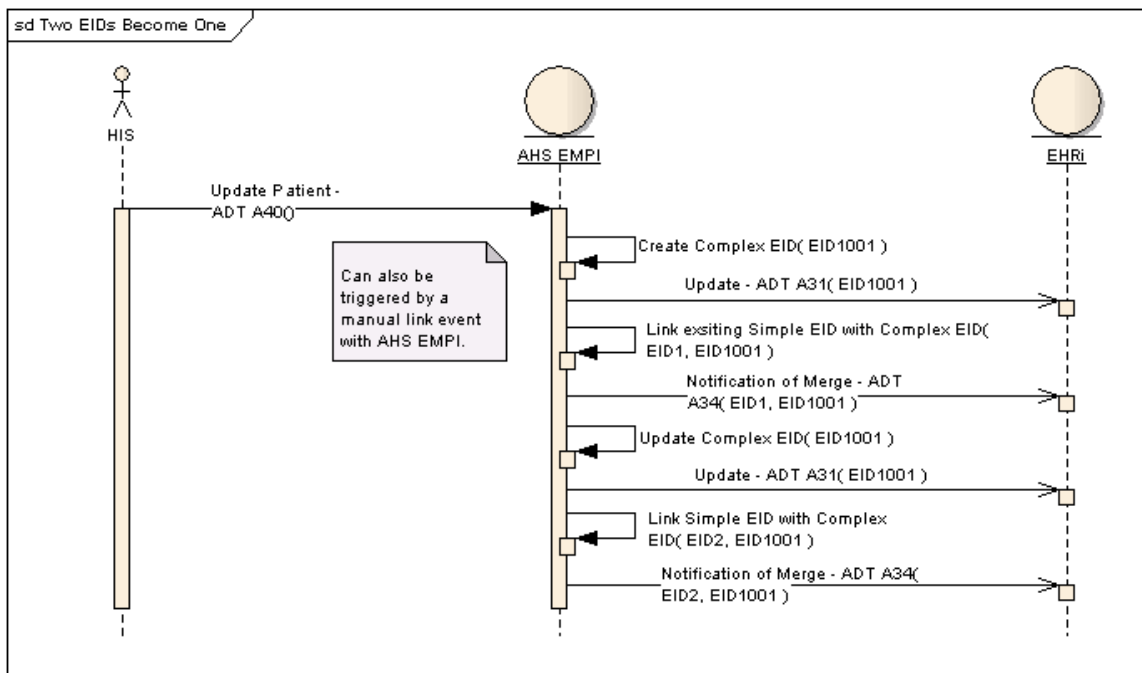 sd Two EIDs Become One
HIS
AHS EMPI
EHRi
Update Patient -
ADT A40()
Can also be
triggered by a
manual link event
with AHS EMPI.
Create Complex EID( EID1001 )
Update - ADT A31( EID1001 )
Link exsiting Simple EID with Complex EID(
EID1, EID1001 )
Notification of Merge - ADT
A34( EID1, EID1001 )
Update Complex EID( EID1001 )
Update - ADT A31( EID1001 )
Link Simple EID with Complex
EID( EID2, EID1001 )
Notification of Merge - ADT A34(
EID2, EID1001 )